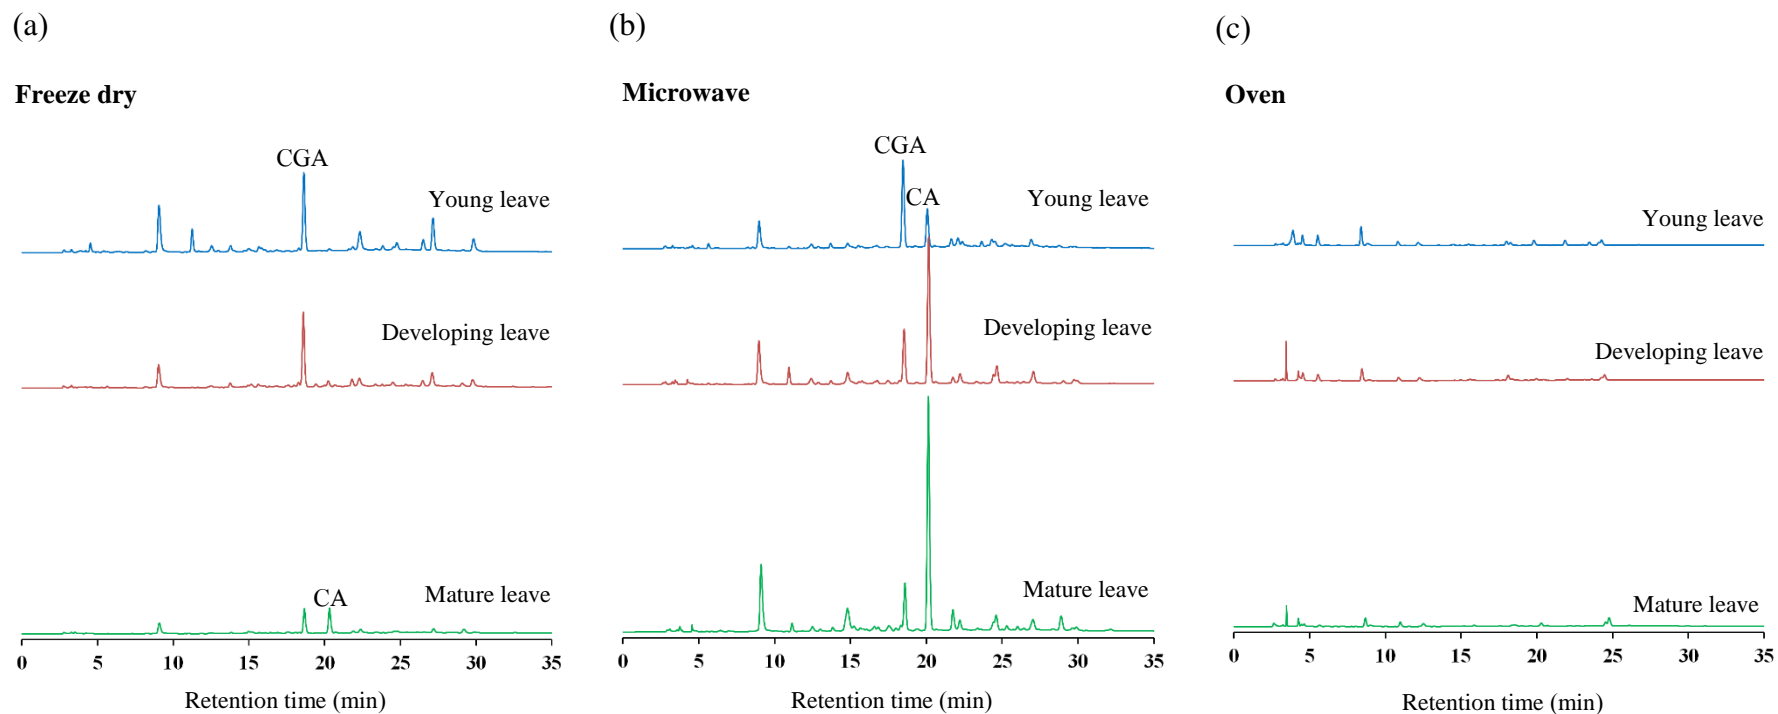 (a)
Freeze dry
CGA
Young leave
Developing leave
CA
Mature leave
0 5 10 15 20 25 30 35
Retention time (min)
(b)
Microwave
CGA
CA
Young leave
Developing leave
Mature leave
0 5 10 15 20 25 30 35
Retention time (min)
(c)
Oven
Young leave
Developing leave
Mature leave
0 5 10 15 20 25 30 35
Retention time (min)